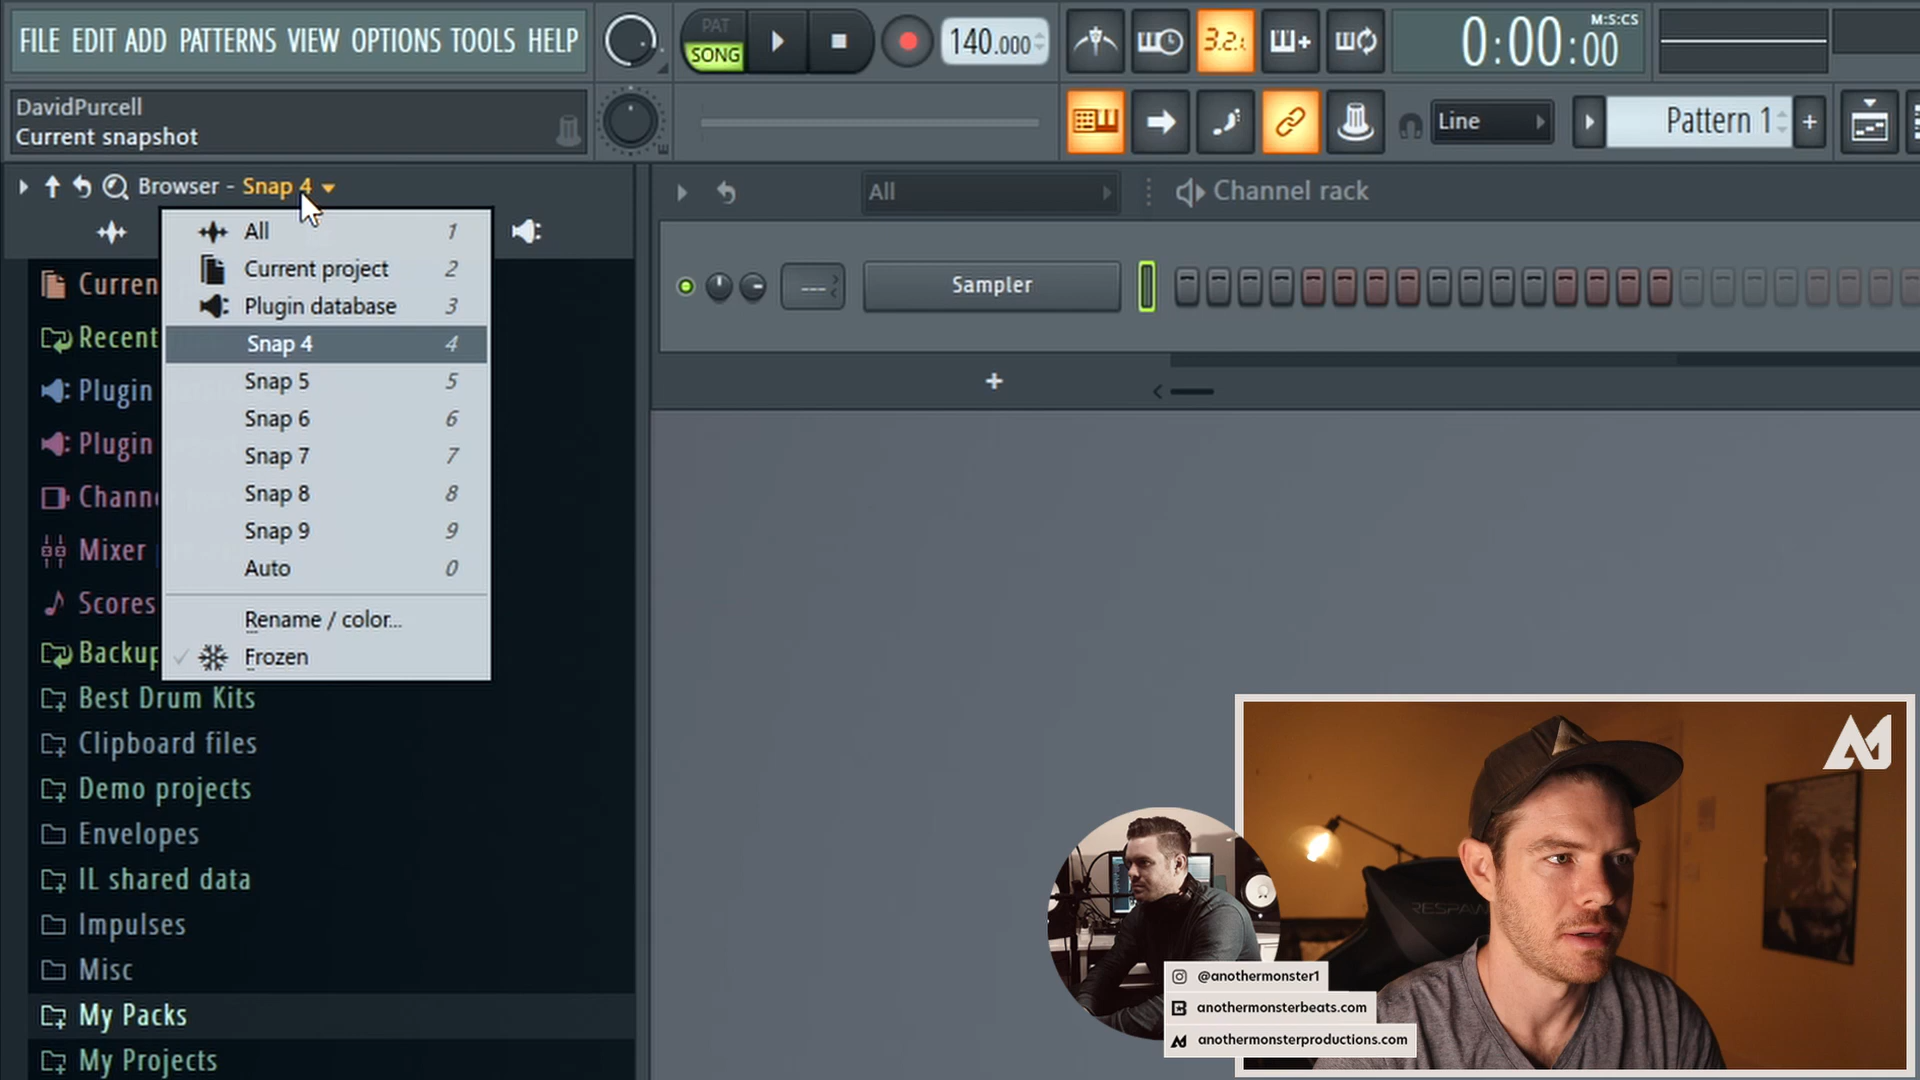 FILE EDIT ADD PATTERNS VIEW OPTIONS TOOLS HELP
PAT
SONG
140.000
3.2.
M:S:CS
0:00:00
DavidPurcell
Current snapshot
Line
Pattern 1
+
Browser - Snap 4
All
Channel rack
All 1
Current project 2
Plugin database 3
Snap 4 4
Snap 5 5
Snap 6 6
Snap 7 7
Snap 8 8
Snap 9 9
Auto 0
Rename / color...
Frozen
Curren
Recent
Plugin
Plugin
Chann
Mixer
Scores
Backup
Best Drum Kits
Clipboard files
Demo projects
Envelopes
IL shared data
Impulses
Misc
My Packs
My Projects
---
Sampler
+
RESPAW
@anothermonster1
anothermonsterbeats.com
anothermonsterproductions.com